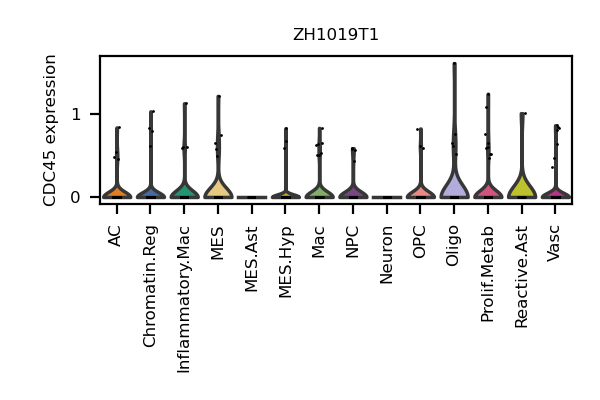 ZH1019T1
CDC45 expression
1
0
AC
Chromatin.Reg
Inflammatory.Mac
MES
MES.Ast
MES.Hyp
Mac
NPC
Neuron
OPC
Oligo
Prolif.Metab
Reactive.Ast
Vasc